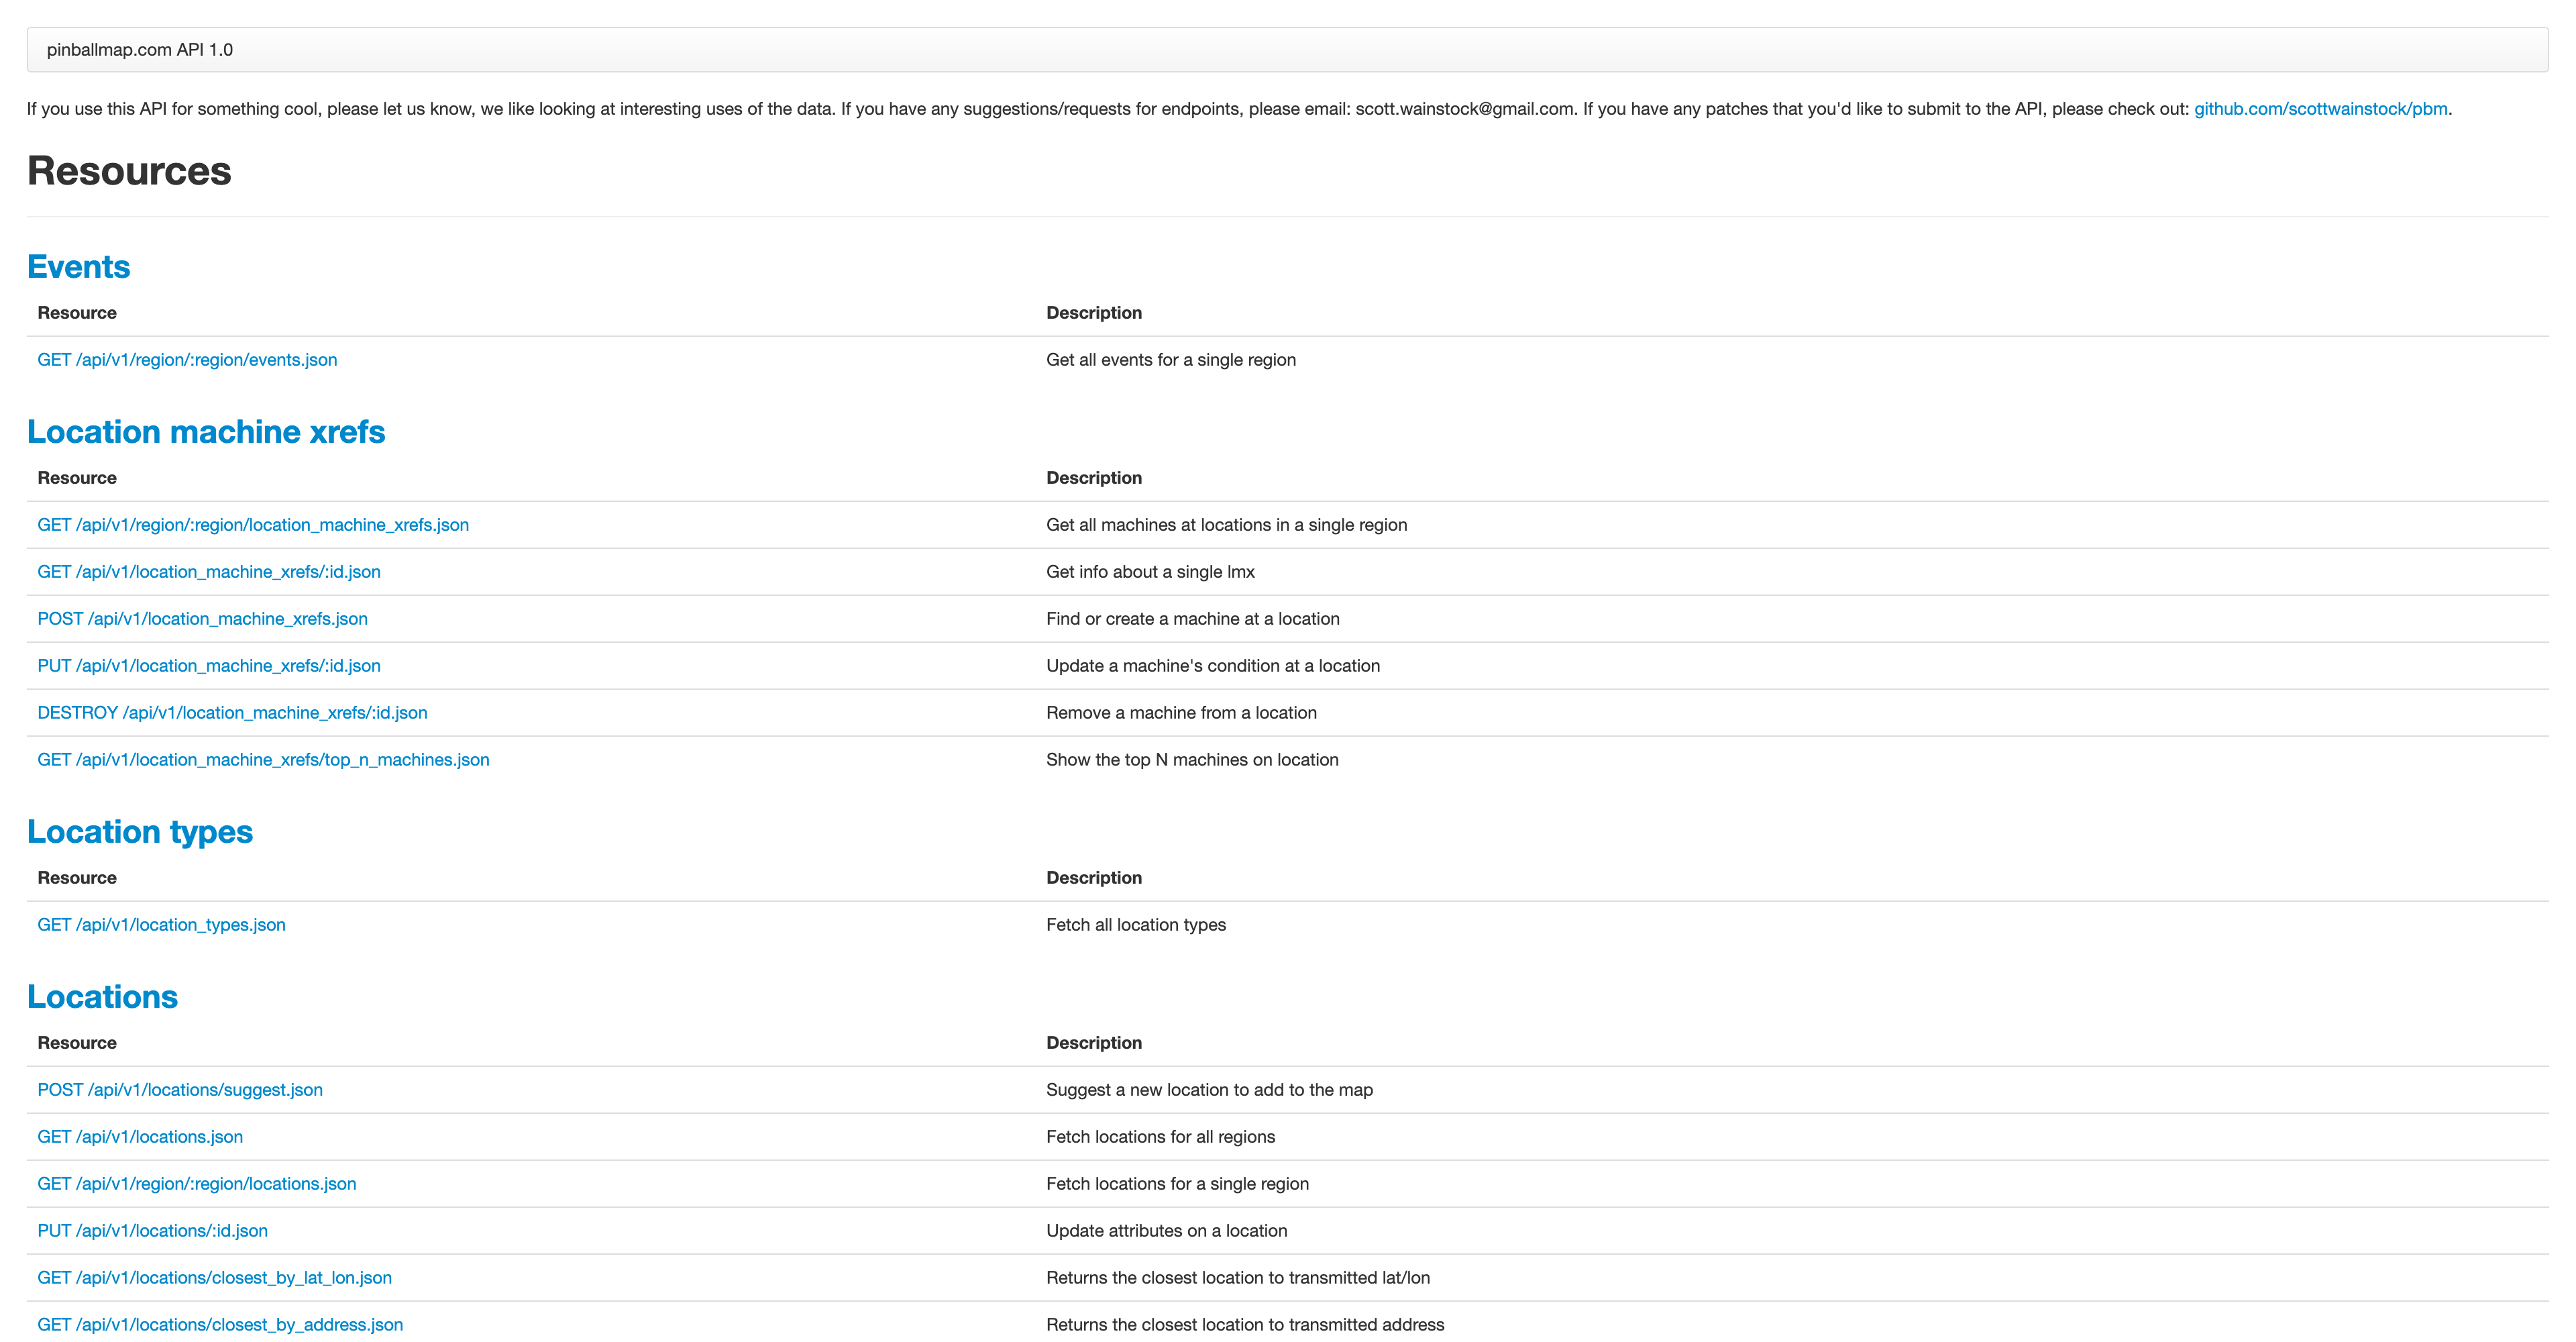 pinballmap.com API 1.0
If you use this API for something cool, please let us know, we like looking at interesting uses of the data. If you have any suggestions/requests for endpoints, please email: scott.wainstock@gmail.com. If you have any patches that you'd like to submit to the API, please check out: github.com/scottwainstock/pbm.
Resources
Events
Resource Description
GET /api/v1/region/:region/events.json Get all events for a single region
Location machine xrefs
Resource Description
GET /api/v1/region/:region/location_machine_xrefs.json Get all machines at locations in a single region
GET /api/v1/location_machine_xrefs/:id.json Get info about a single lmx
POST /api/v1/location_machine_xrefs.json Find or create a machine at a location
PUT /api/v1/location_machine_xrefs/:id.json Update a machine's condition at a location
DESTROY /api/v1/location_machine_xrefs/:id.json Remove a machine from a location
GET /api/v1/location_machine_xrefs/top_n_machines.json Show the top N machines on location
Location types
Resource Description
GET /api/v1/location_types.json Fetch all location types
Locations
Resource Description
POST /api/v1/locations/suggest.json Suggest a new location to add to the map
GET /api/v1/locations.json Fetch locations for all regions
GET /api/v1/region/:region/locations.json Fetch locations for a single region
PUT /api/v1/locations/:id.json Update attributes on a location
GET /api/v1/locations/closest_by_lat_lon.json Returns the closest location to transmitted lat/lon
GET /api/v1/locations/closest_by_address.json Returns the closest location to transmitted address